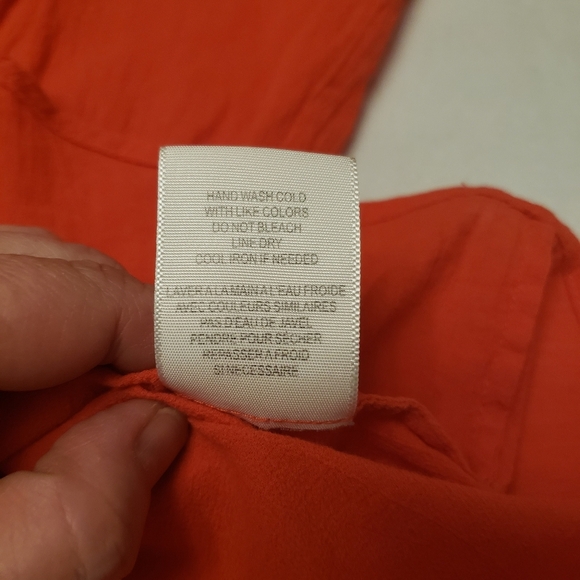 HAND WASH COLD
WITH LIKE COLORS
DO NOT BLEACH
LINE DRY
COOL IRON IF NEEDED
LAVER A LA MAIN A L'EAU FROIDE
AVEC COULEURS SIMILAIRES
PAS D'EAU DE JAVEL
PENDRE POUR SÉCHER
REPASSER A FROID
SI NECESSAIRE